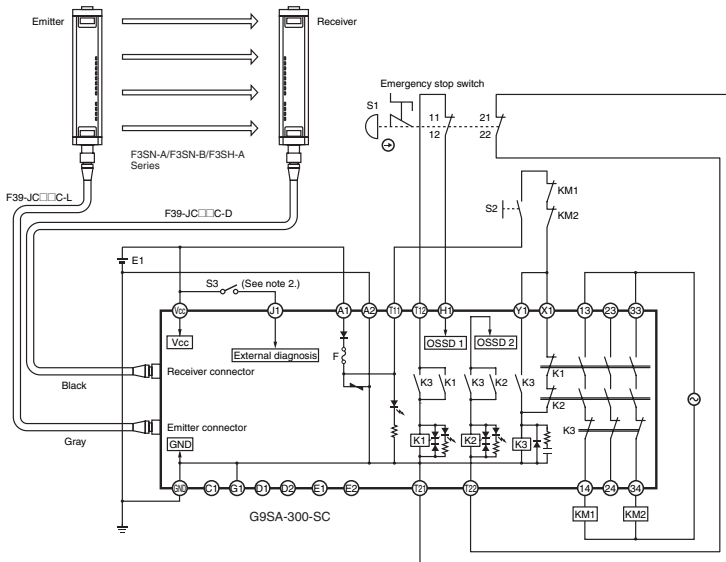 Emitter
Receiver
Emergency stop switch
S1
11
12
21
22
F3SN-A/F3SN-B/F3SH-A
Series
F39-JC□□C-L
F39-JC□□C-D
S2
KM1
KM2
E1
S3
(See note 2.)
Vcc
J1
A1
A2
T11
T12
H1
Y1
X1
13
23
33
Vcc
External diagnosis
F
OSSD 1
OSSD 2
Receiver connector
K3
K1
K3
K2
K3
K1
K2
Black
Emitter connector
Gray
GND
K1
K2
K3
K3
GND
C1
G1
D1
D2
E1
E2
T21
T22
14
24
34
G9SA-300-SC
KM1
KM2